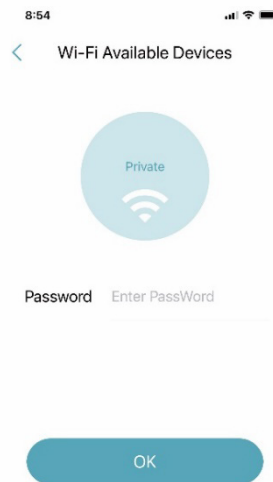 8:54
Wi-Fi Available Devices
Private
Password Enter PassWord
OK